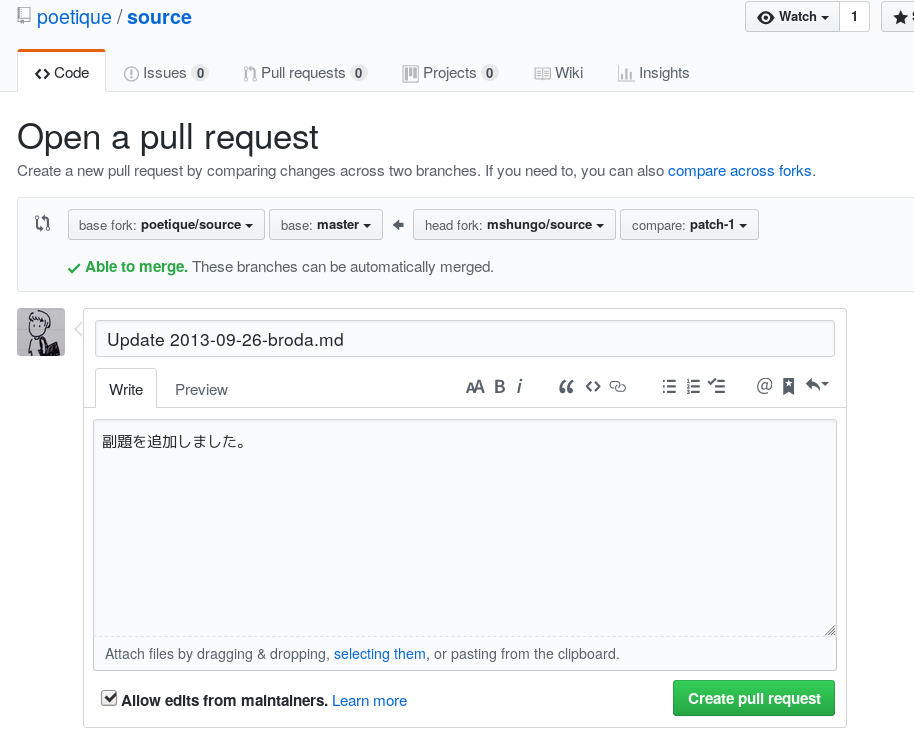 poetique / source
Watch 1
Code Issues 0 Pull requests 0 Projects 0 Wiki Insights
Open a pull request
Create a new pull request by comparing changes across two branches. If you need to, you can also compare across forks.
base fork: poetique/source base: master head fork: mshungo/source compare: patch-1
Able to merge. These branches can be automatically merged.
Update 2013-09-26-broda.md
Write Preview AA B i “ <> @
副題を追加しました。
Attach files by dragging & dropping, selecting them, or pasting from the clipboard.
Allow edits from maintainers. Learn more Create pull request